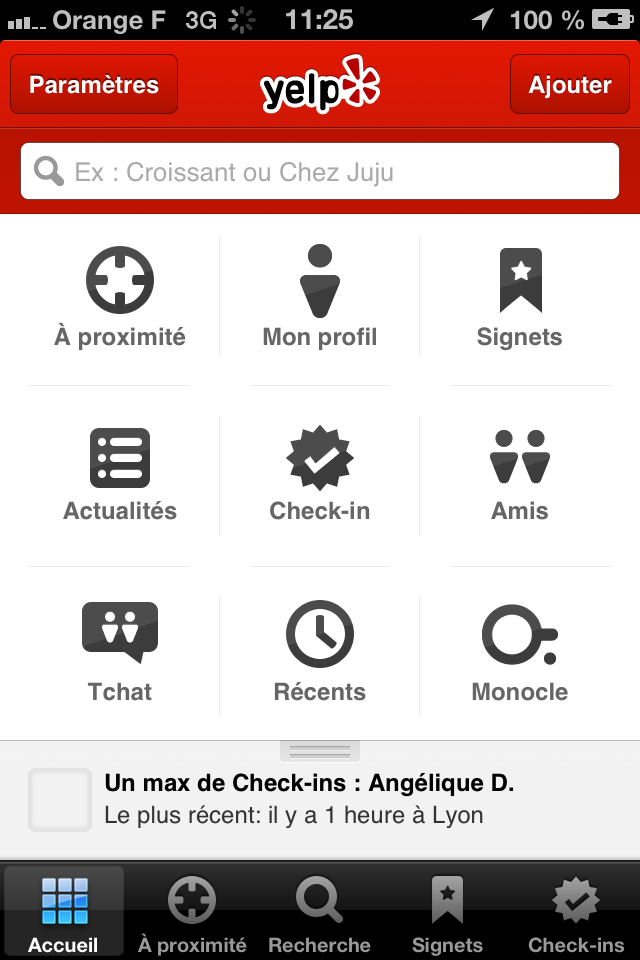 Orange F 3G 11:25 100 %
Paramètres yelp Ajouter
Ex : Croissant ou Chez Juju
À proximité Mon profil Signets
Actualités Check-in Amis
Tchat Récents Monocle
Un max de Check-ins : Angélique D.
Le plus récent: il y a 1 heure à Lyon
Accueil À proximité Recherche Signets Check-ins